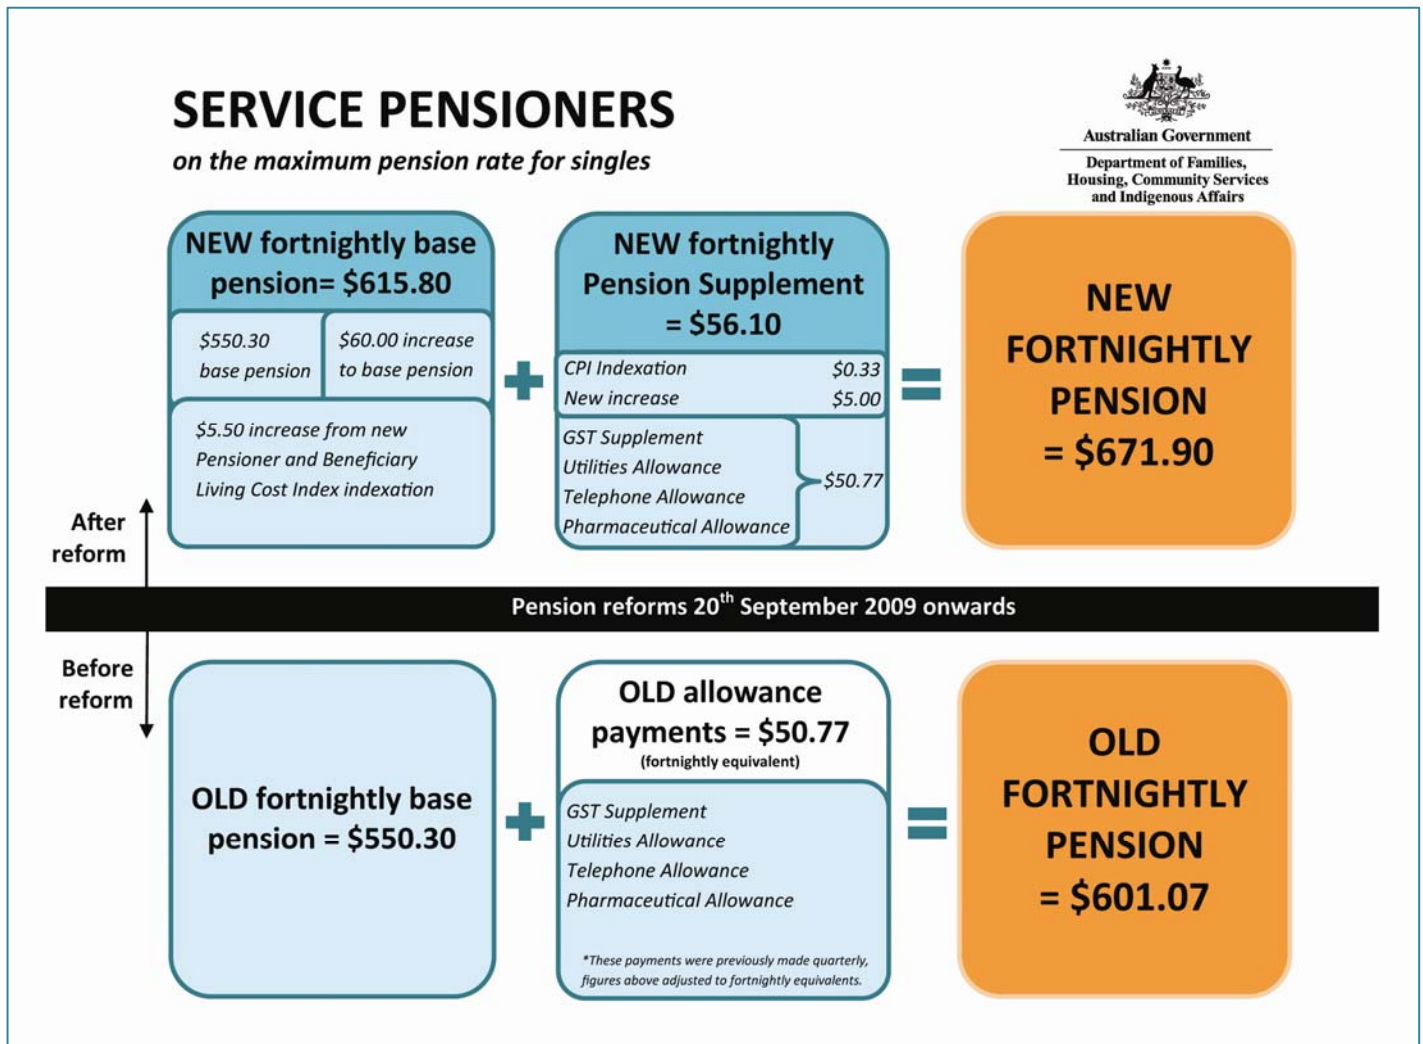 SERVICE PENSIONERS
on the maximum pension rate for singles
Australian Government
Department of Families,
Housing, Community Services
and Indigenous Affairs
NEW fortnightly base
pension= $615.80
$550.30
base pension
$60.00 increase
to base pension
$5.50 increase from new
Pensioner and Beneficiary
Living Cost Index indexation
+
NEW fortnightly
Pension Supplement
= $56.10
CPI Indexation $0.33
New increase $5.00
GST Supplement
Utilities Allowance
Telephone Allowance
Pharmaceutical Allowance
$50.77
=
NEW
FORTNIGHTLY
PENSION
= $671.90
After
reform
Pension reforms 20th September 2009 onwards
Before
reform
OLD fortnightly base
pension = $550.30
+
OLD allowance
payments = $50.77
(fortnightly equivalent)
GST Supplement
Utilities Allowance
Telephone Allowance
Pharmaceutical Allowance
*These payments were previously made quarterly,
figures above adjusted to fortnightly equivalents.
=
OLD
FORTNIGHTLY
PENSION
= $601.07